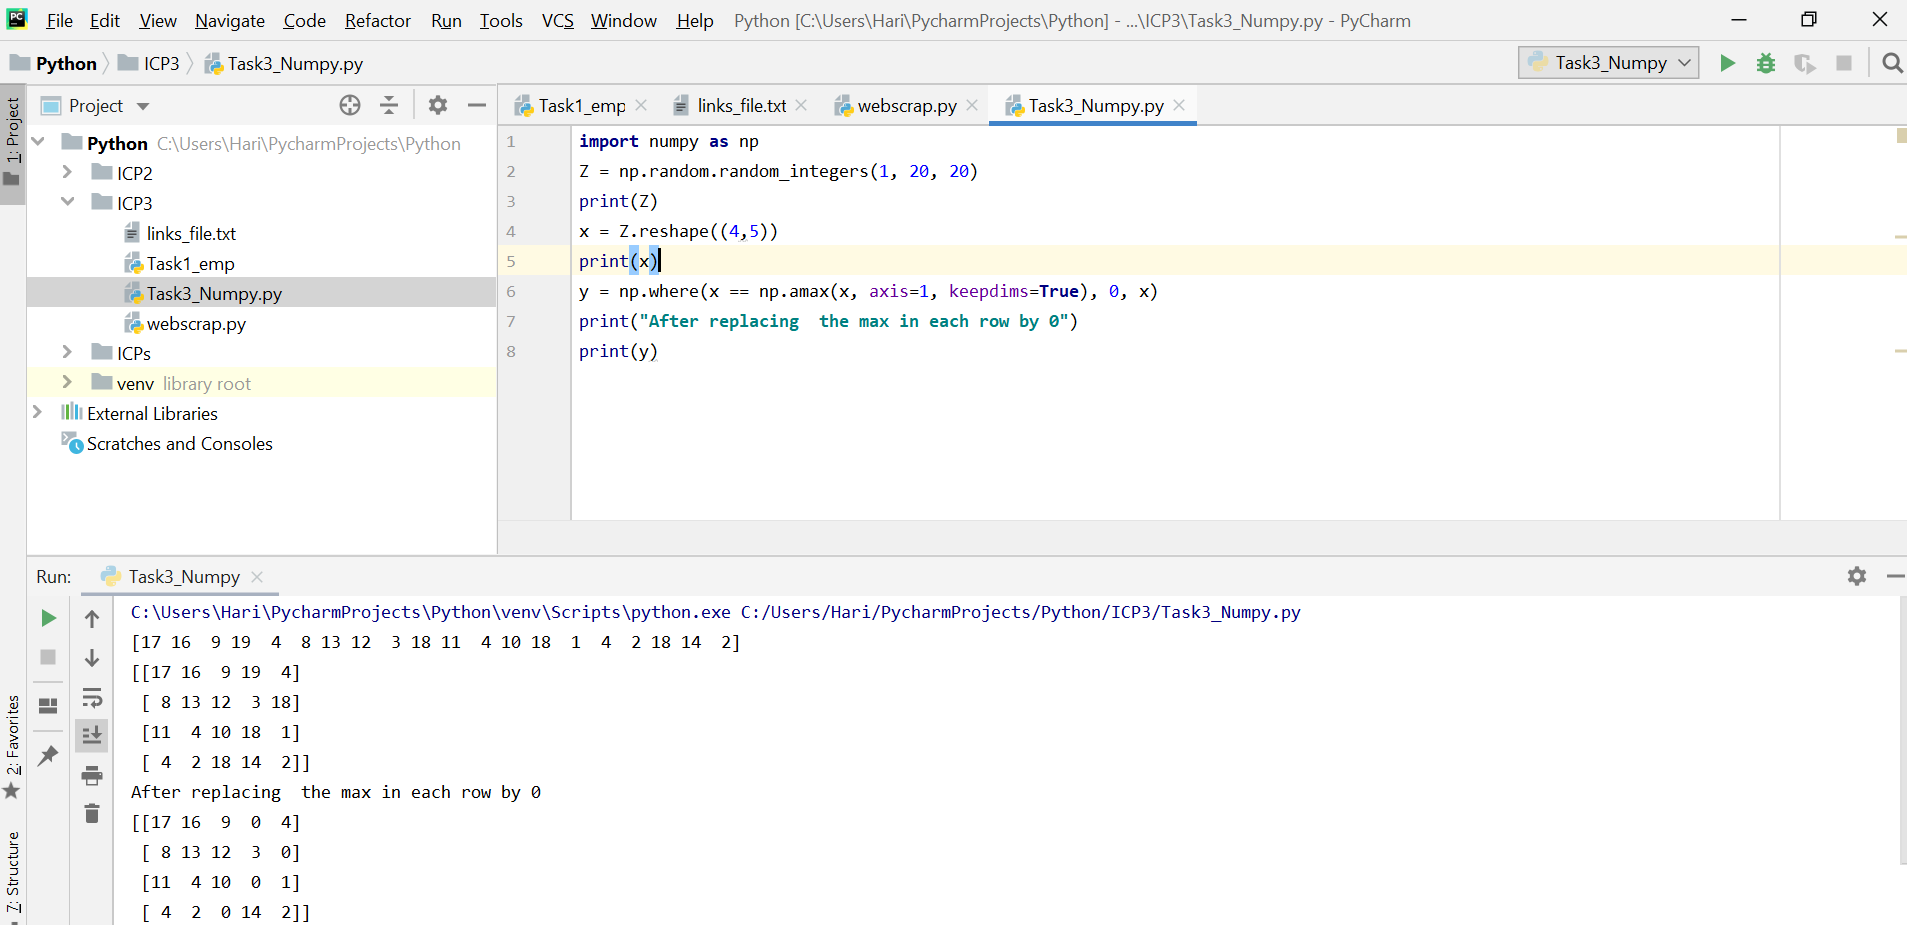 File Edit View Navigate Code Refactor Run Tools VCS Window Help Python [C:\Users\Hari\PycharmProjects\Python] - ...\ICP3\Task3_Numpy.py - PyCharm
Python ICP3 Task3_Numpy.py Task3_Numpy
1: Project
Project
Task1_emp links_file.txt webscrap.py Task3_Numpy.py
Python C:\Users\Hari\PycharmProjects\Python
ICP2
ICP3
links_file.txt
Task1_emp
Task3_Numpy.py
webscrap.py
ICPs
venv library root
External Libraries
Scratches and Consoles
1 import numpy as np
2 Z = np.random.random_integers(1, 20, 20)
3 print(Z)
4 x = Z.reshape((4,5))
5 print(x)
6 y = np.where(x == np.amax(x, axis=1, keepdims=True), 0, x)
7 print("After replacing  the max in each row by 0")
8 print(y)
Run: Task3_Numpy
C:\Users\Hari\PycharmProjects\Python\venv\Scripts\python.exe C:/Users/Hari/PycharmProjects/Python/ICP3/Task3_Numpy.py
[17 16  9 19  4  8 13 12  3 18 11  4 10 18  1  4  2 18 14  2]
[[17 16  9 19  4]
 [ 8 13 12  3 18]
 [11  4 10 18  1]
 [ 4  2 18 14  2]]
After replacing  the max in each row by 0
[[17 16  9  0  4]
 [ 8 13 12  3  0]
 [11  4 10  0  1]
 [ 4  2  0 14  2]]
2: Favorites
Z: Structure